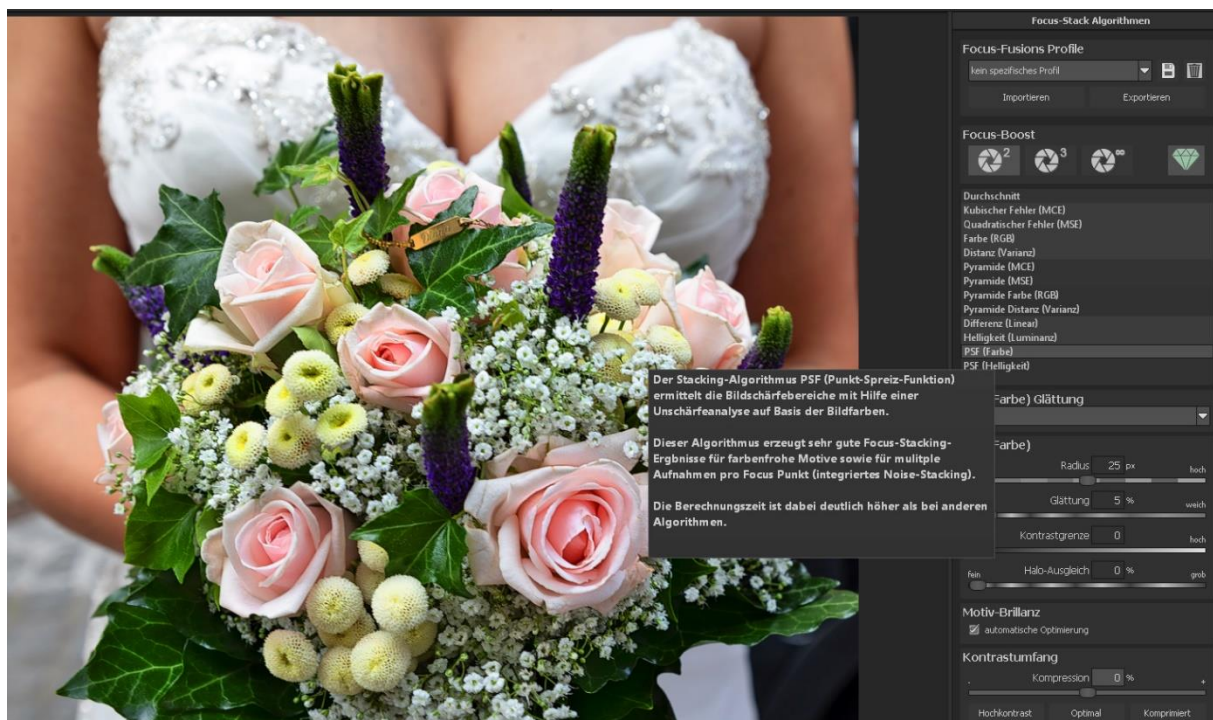 Focus-Stack Algorithmen
Focus-Fusions Profile
kein spezifisches Profil
Importieren
Exportieren
Focus-Boost
2
3
∞
Durchschnitt
Kubischer Fehler (MCE)
Quadratischer Fehler (MSE)
Farbe (RGB)
Distanz (Varianz)
Pyramide (MCE)
Pyramide (MSE)
Pyramide Farbe (RGB)
Pyramide Distanz (Varianz)
Differenz (Linear)
Helligkeit (Luminanz)
PSF (Farbe)
PSF (Helligkeit)
Der Stacking-Algorithmus PSF (Punkt-Spreiz-Funktion)
ermittelt die Bildschärfebereiche mit Hilfe einer
Unschärfeanalyse auf Basis der Bildfarben.
Dieser Algorithmus erzeugt sehr gute Focus-Stacking-
Ergbnisse für farbenfrohe Motive sowie für mulitple
Aufnahmen pro Focus Punkt (integriertes Noise-Stacking).
Die Berechnungszeit ist dabei deutlich höher als bei anderen
Algorithmen.
Farbe) Glättung
Farbe)
Radius 25 px
hoch
Glättung 5 %
weich
Kontrastgrenze 0
hoch
Halo-Ausgleich 0 %
fein
grob
Motiv-Brillanz
automatische Optimierung
Kontrastumfang
- Kompression 0 % +
Hochkontrast
Optimal
Komprimiert